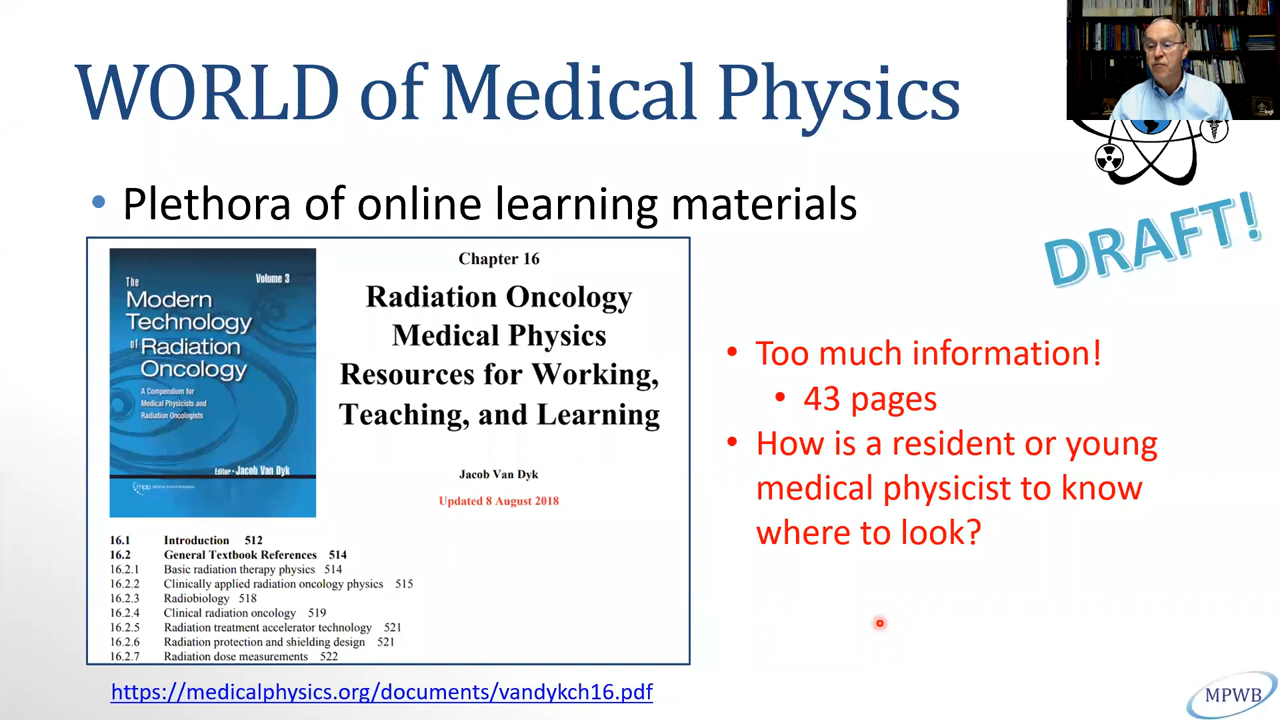 WORLD of Medical Physics
• Plethora of online learning materials
DRAFT!
The
Volume 3
Modern
Technology
of Radiation
Oncology
A Compendium for
Medical Physicists and
Radiation Oncologists
Editor • Jacob Van Dyk
Chapter 16
Radiation Oncology
Medical Physics
Resources for Working,
Teaching, and Learning
Jacob Van Dyk
Updated 8 August 2018
16.1 Introduction 512
16.2 General Textbook References 514
16.2.1 Basic radiation therapy physics 514
16.2.2 Clinically applied radiation oncology physics 515
16.2.3 Radiobiology 518
16.2.4 Clinical radiation oncology 519
16.2.5 Radiation treatment accelerator technology 521
16.2.6 Radiation protection and shielding design 521
16.2.7 Radiation dose measurements 522
https://medicalphysics.org/documents/vandykch16.pdf
• Too much information!
• 43 pages
• How is a resident or young
medical physicist to know
where to look?
MPWB